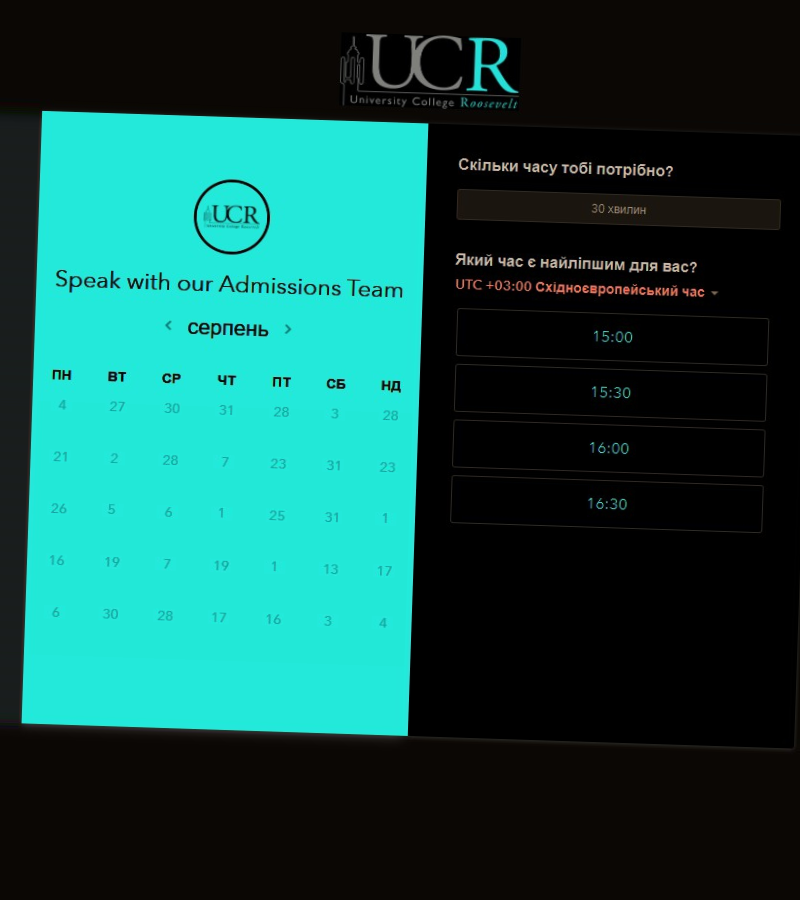 UCR
University College Roosevelt
UCR
Speak with our Admissions Team
серпень
ПН ВТ СР ЧТ ПТ СБ НД
4 27 30 31 28 3 28
21 2 28 7 23 31 23
26 5 6 1 25 31 1
16 19 7 19 1 13 17
6 30 28 17 16 3 4
Скільки часу тобі потрібно?
30 хвилин
Який час є найліпшим для вас?
UTC +03:00 Східноєвропейський час
15:00
15:30
16:00
16:30